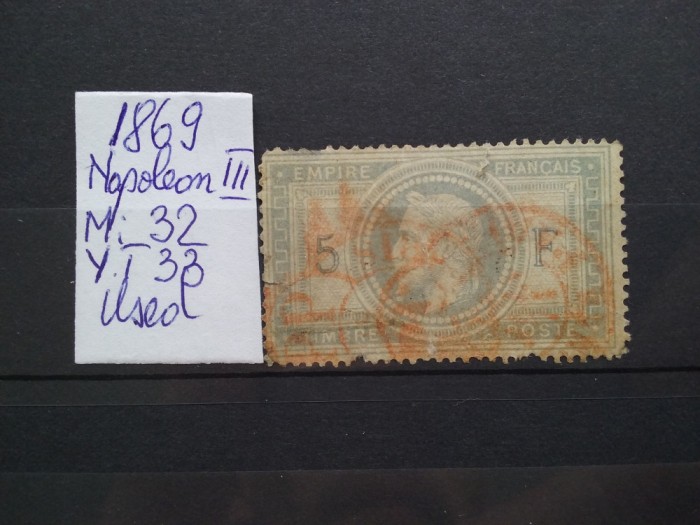 1869
Napoleon III
Mi 32
Y.T 33
Used
EMPIRE FRANCAIS
5 F
TIMBRE POSTE